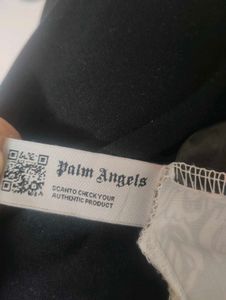 Palm Angels
SCAN TO CHECK YOUR
AUTHENTIC PRODUCT